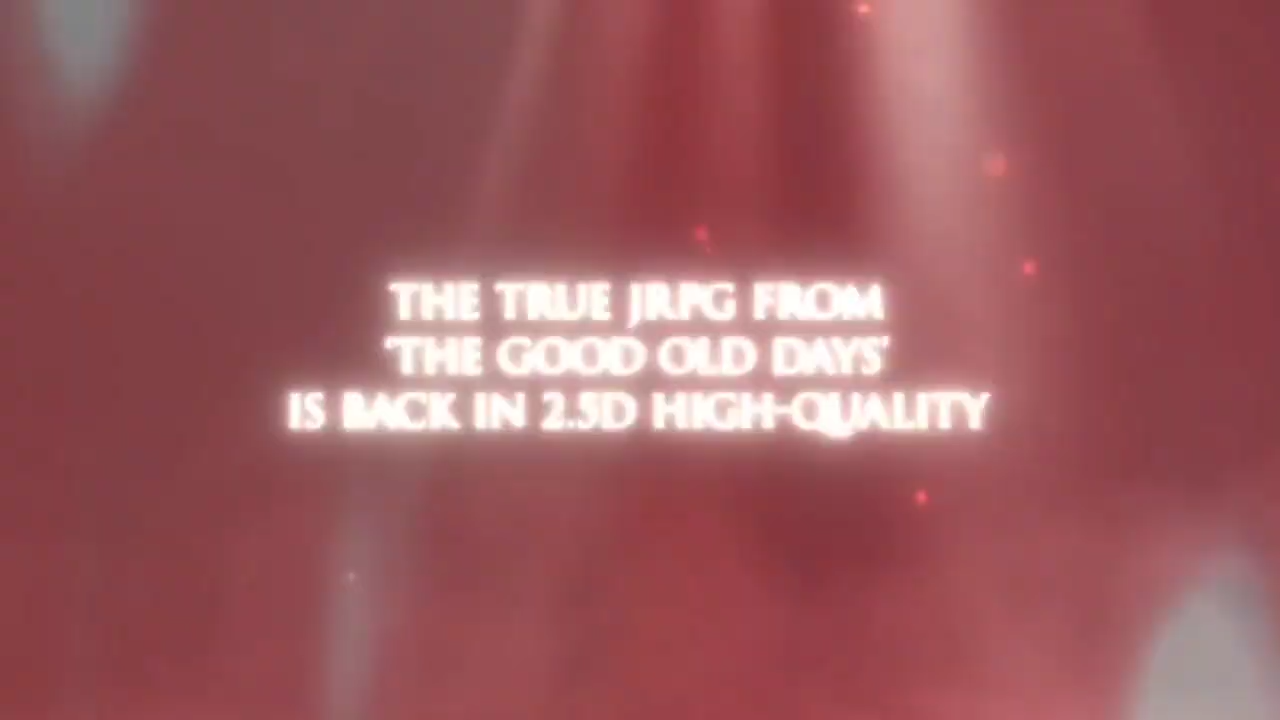 THE TRUE JRPG FROM
'THE GOOD OLD DAYS'
IS BACK IN 2.5D HIGH-QUALITY